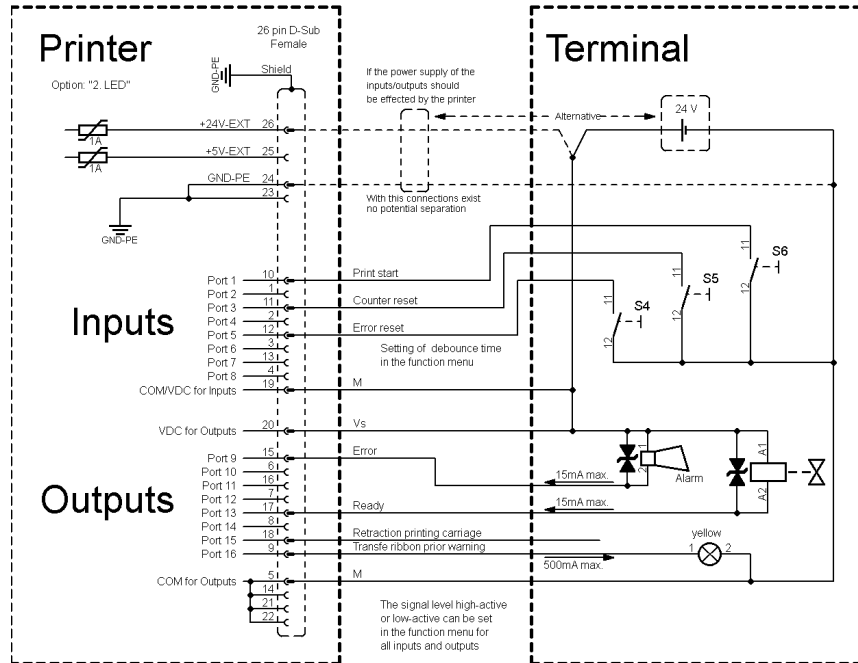 Printer
Option: "2. LED"
26 pin D-Sub
Female
Shield
GND-PE
If the power supply of the
inputs/outputs should
be effected by the printer
Terminal
Alternative
24 V
+24V-EXT 26
1A
+5V-EXT 25
1A
GND-PE 24
23
GND-PE
With this connections exist
no potential separation
Inputs
Port 1 10 Print start
Port 2 1
Port 3 11 Counter reset
Port 4 2
Port 5 12 Error reset
Port 6 3
Port 7 13
Port 8 4
COM/VDC for Inputs 19 M
Setting of debounce time
in the function menu
11 S6
12
11 S5
12
11 S4
12
VDC for Outputs 20 Vs
Outputs
Port 9 15 Error
Port 10 6
Port 11 16
Port 12 7
Port 13 17 Ready
Port 14 8
Port 15 18 Retraction printing carriage
Port 16 9 Transfe ribbon prior warning
COM for Outputs 5 M
14
21
22
15mA max.
15mA max.
500mA max.
1
2
Alarm
A1
A2
yellow
1 2
The signal level high-active
or low-active can be set
in the function menu for
all inputs and outputs